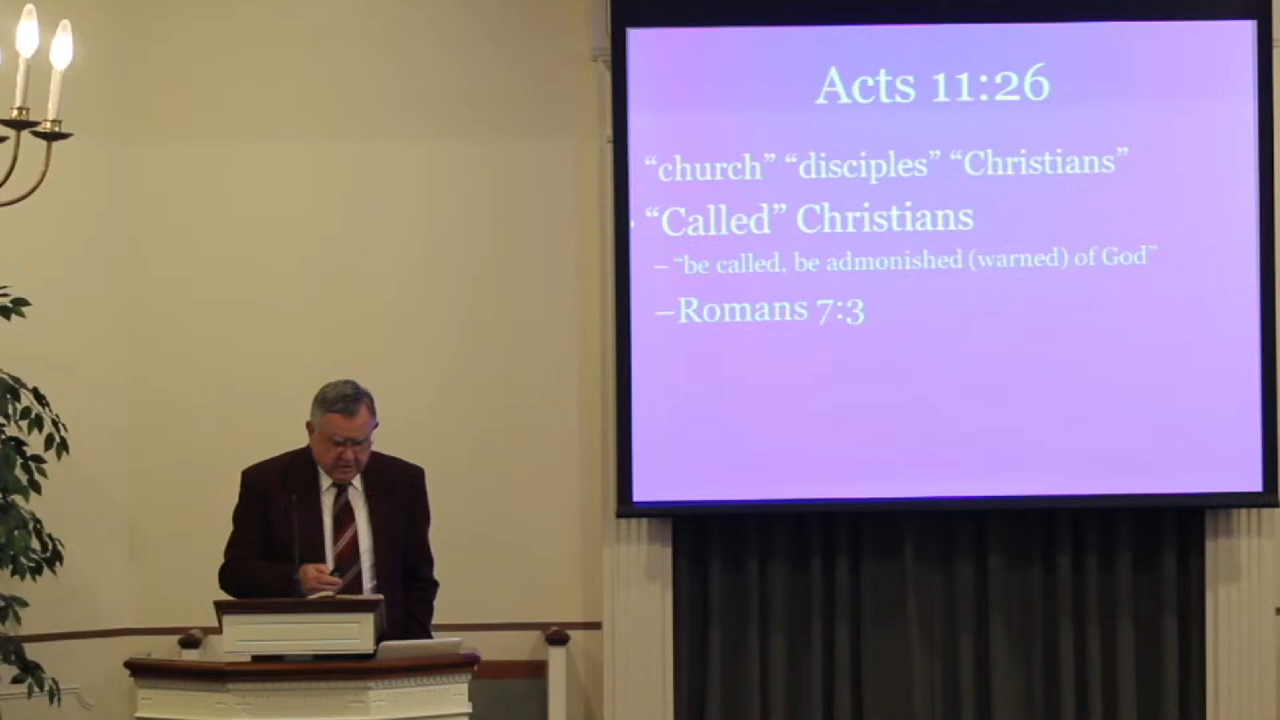 Acts 11:26
“church” “disciples” “Christians”
“Called” Christians
– “be called, be admonished (warned) of God”
–Romans 7:3